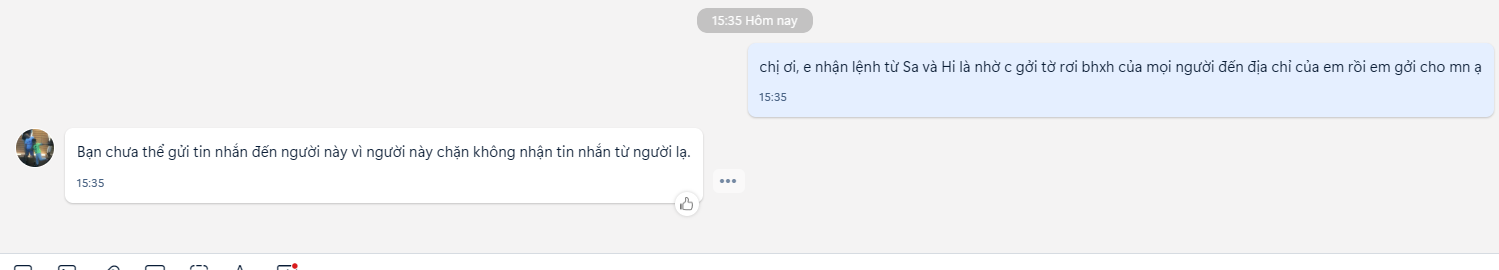 15:35 Hôm nay
chị ơi, e nhận lệnh từ Sa và Hi là nhờ c gởi tờ rơi bhxh của mọi người đến địa chỉ của em rồi em gởi cho mn ạ
15:35
Bạn chưa thể gửi tin nhắn đến người này vì người này chặn không nhận tin nhắn từ người lạ.
15:35